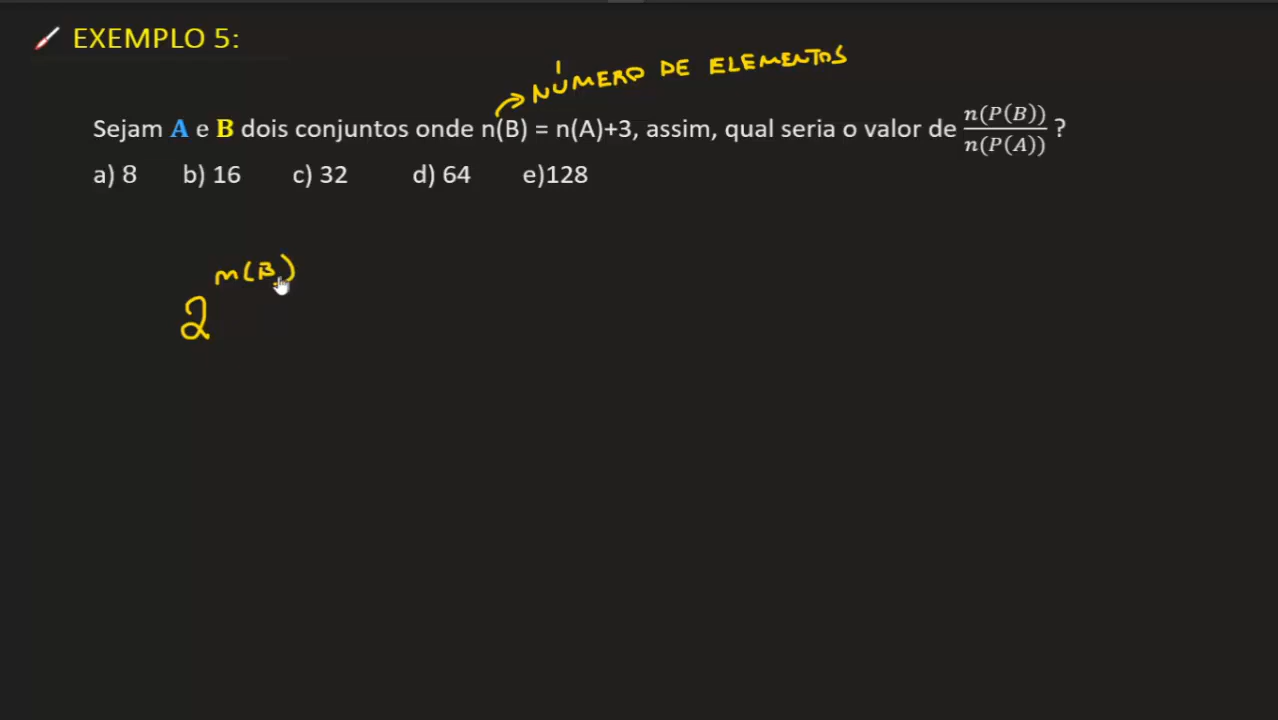 EXEMPLO 5:
NÚMERO DE ELEMENTOS
Sejam A e B dois conjuntos onde n(B) = n(A)+3, assim, qual seria o valor de n(P(B))/n(P(A)) ?
a) 8 b) 16 c) 32 d) 64 e)128
2^n(B)